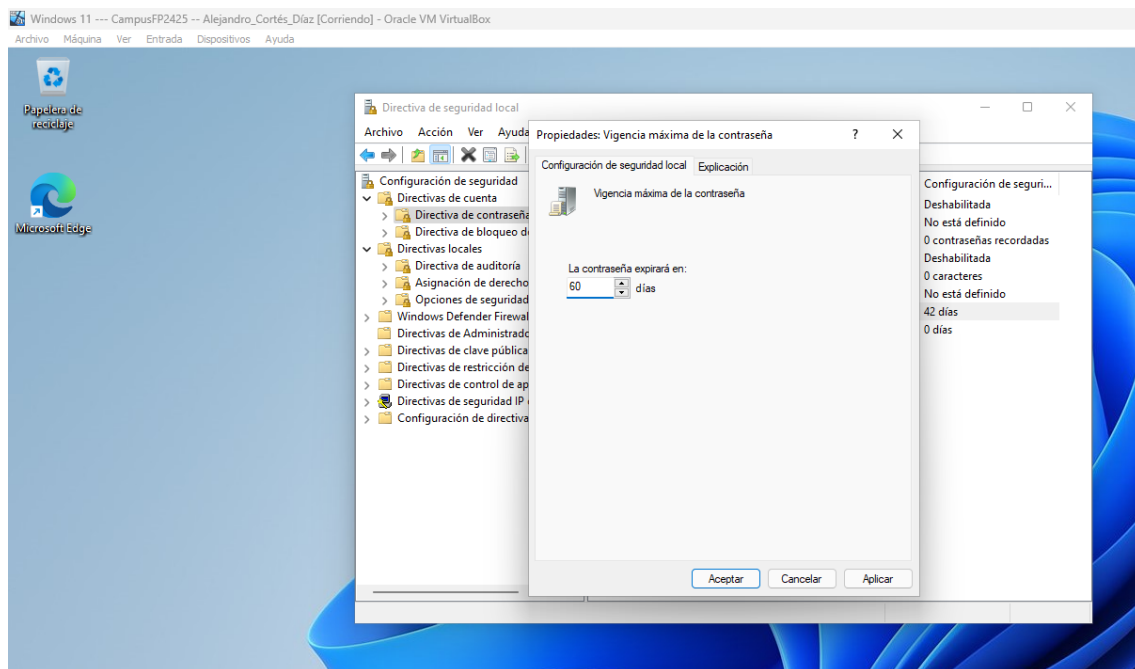 Windows 11 --- CampusFP2425 -- Alejandro_Cortés_Díaz [Corriendo] - Oracle VM VirtualBox
Archivo Máquina Ver Entrada Dispositivos Ayuda
Papelera de
reciclaje
Microsoft Edge
Directiva de seguridad local
Archivo Acción Ver Ayuda
Configuración de seguridad
Directivas de cuenta
Directiva de contraseña
Directiva de bloqueo d
Directivas locales
Directiva de auditoría
Asignación de derecho
Opciones de seguridad
Windows Defender Firewal
Directivas de Administrado
Directivas de clave pública
Directivas de restricción de
Directivas de control de ap
Directivas de seguridad IP
Configuración de directiva
Propiedades: Vigencia máxima de la contraseña ?
Configuración de seguridad local Explicación
Vigencia máxima de la contraseña
La contraseña expirará en:
60 días
Aceptar Cancelar Aplicar
Configuración de seguri...
Deshabilitada
No está definido
0 contraseñas recordadas
Deshabilitada
0 caracteres
No está definido
42 días
0 días